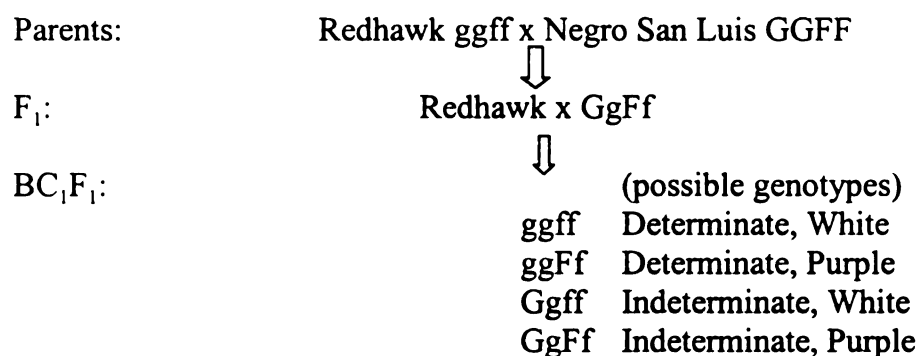 Parents: Redhawk ggff x Negro San Luis GGFF
F₁: Redhawk x GgFf
BC₁F₁: (possible genotypes)
ggff Determinate, White
ggFf Determinate, Purple
Ggff Indeterminate, White
GgFf Indeterminate, Purple